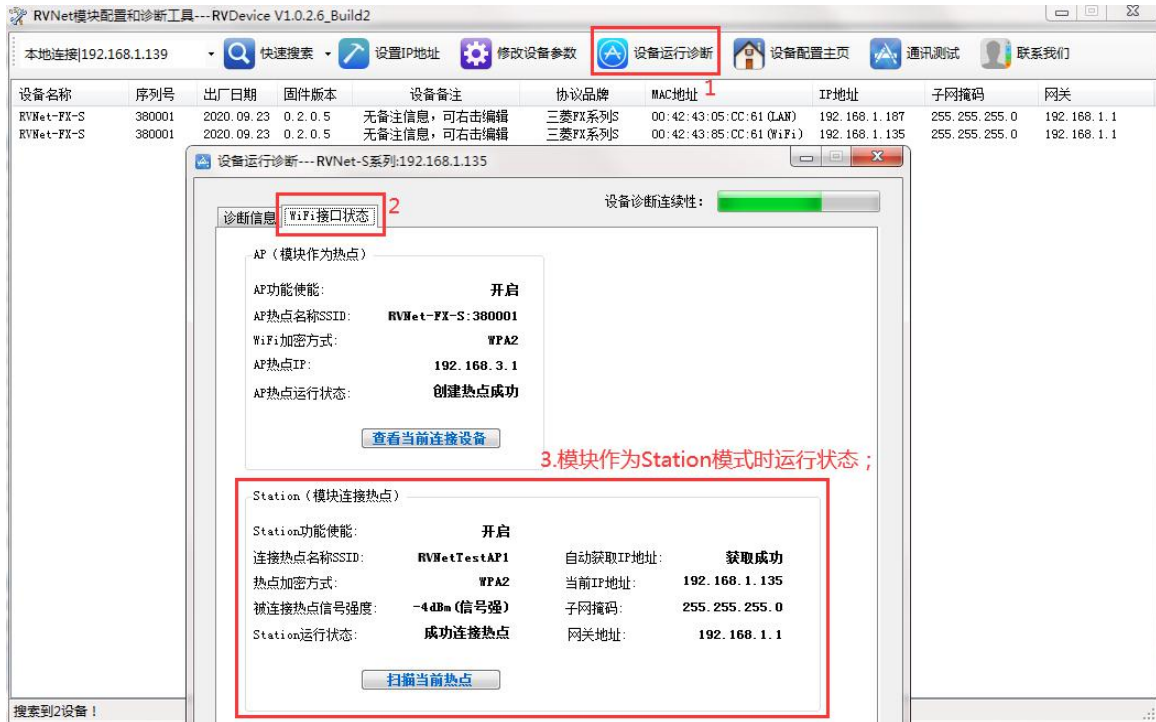 RVNet模块配置和诊断工具---RVDevice V1.0.2.6_Build2
本地连接|192.168.1.139 快速搜索 设置IP地址 修改设备参数 设备运行诊断 设备配置主页 通讯测试 联系我们
1
设备名称 序列号 出厂日期 固件版本 设备备注 协议品牌 MAC地址 IP地址 子网掩码 网关
RVNet-FX-S 380001 2020.09.23 0.2.0.5 无备注信息，可右击编辑 三菱FX系列S 00:42:43:05:CC:61(LAN) 192.168.1.187 255.255.255.0 192.168.1.1
RVNet-FX-S 380001 2020.09.23 0.2.0.5 无备注信息，可右击编辑 三菱FX系列S 00:42:43:85:CC:61(WiFi) 192.168.1.135 255.255.255.0 192.168.1.1
设备运行诊断---RVNet-S系列:192.168.1.135
设备诊断连续性：
诊断信息 WiFi接口状态 2
AP（模块作为热点）
AP功能使能: 开启
AP热点名称SSID: RVNet-FX-S:380001
WiFi加密方式: WPA2
AP热点IP: 192.168.3.1
AP热点运行状态: 创建热点成功
查看当前连接设备
3.模块作为Station模式时运行状态；
Station（模块连接热点）
Station功能使能: 开启
连接热点名称SSID: RVNetTestAP1 自动获取IP地址: 获取成功
热点加密方式: WPA2 当前IP地址: 192.168.1.135
被连接热点信号强度: -4dBm(信号强) 子网掩码: 255.255.255.0
Station运行状态: 成功连接热点 网关地址: 192.168.1.1
扫描当前热点
搜索到2设备！